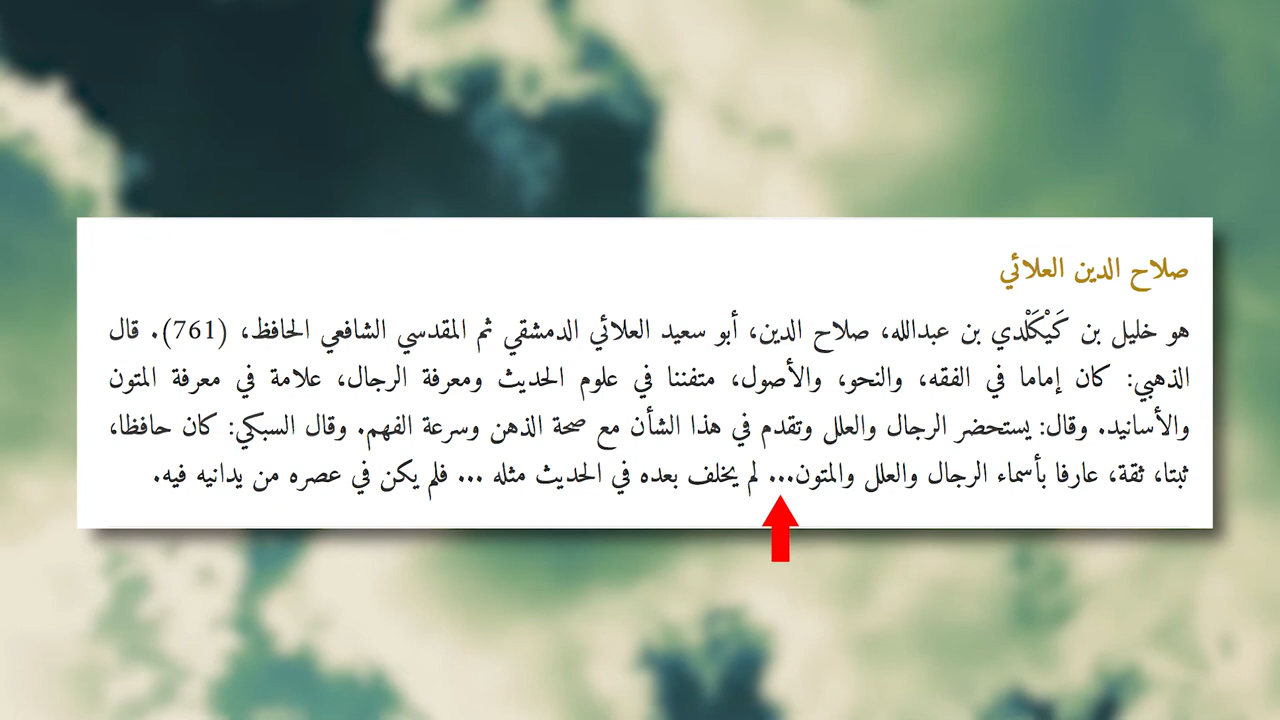 صلاح الدين العلائي
هو خليل بن كَيْكَلْدي بن عبدالله، صلاح الدين، أبو سعيد العلائي الدمشقي ثم المقدسي الشافعي الحافظ، (761). قال
الذهبي: كان إماما في الفقه، والنحو، والأصول، متفننا في علوم الحديث ومعرفة الرجال، علامة في معرفة المتون
والأسانيد. وقال: يستحضر الرجال والعلل وتقدم في هذا الشأن مع صحة الذهن وسرعة الفهم. وقال السبكي: كان حافظا،
ثبتا، ثقة، عارفا بأسماء الرجال والعلل والمتون... لم يخلف بعده في الحديث مثله ... فلم يكن في عصره من يدانيه فيه.